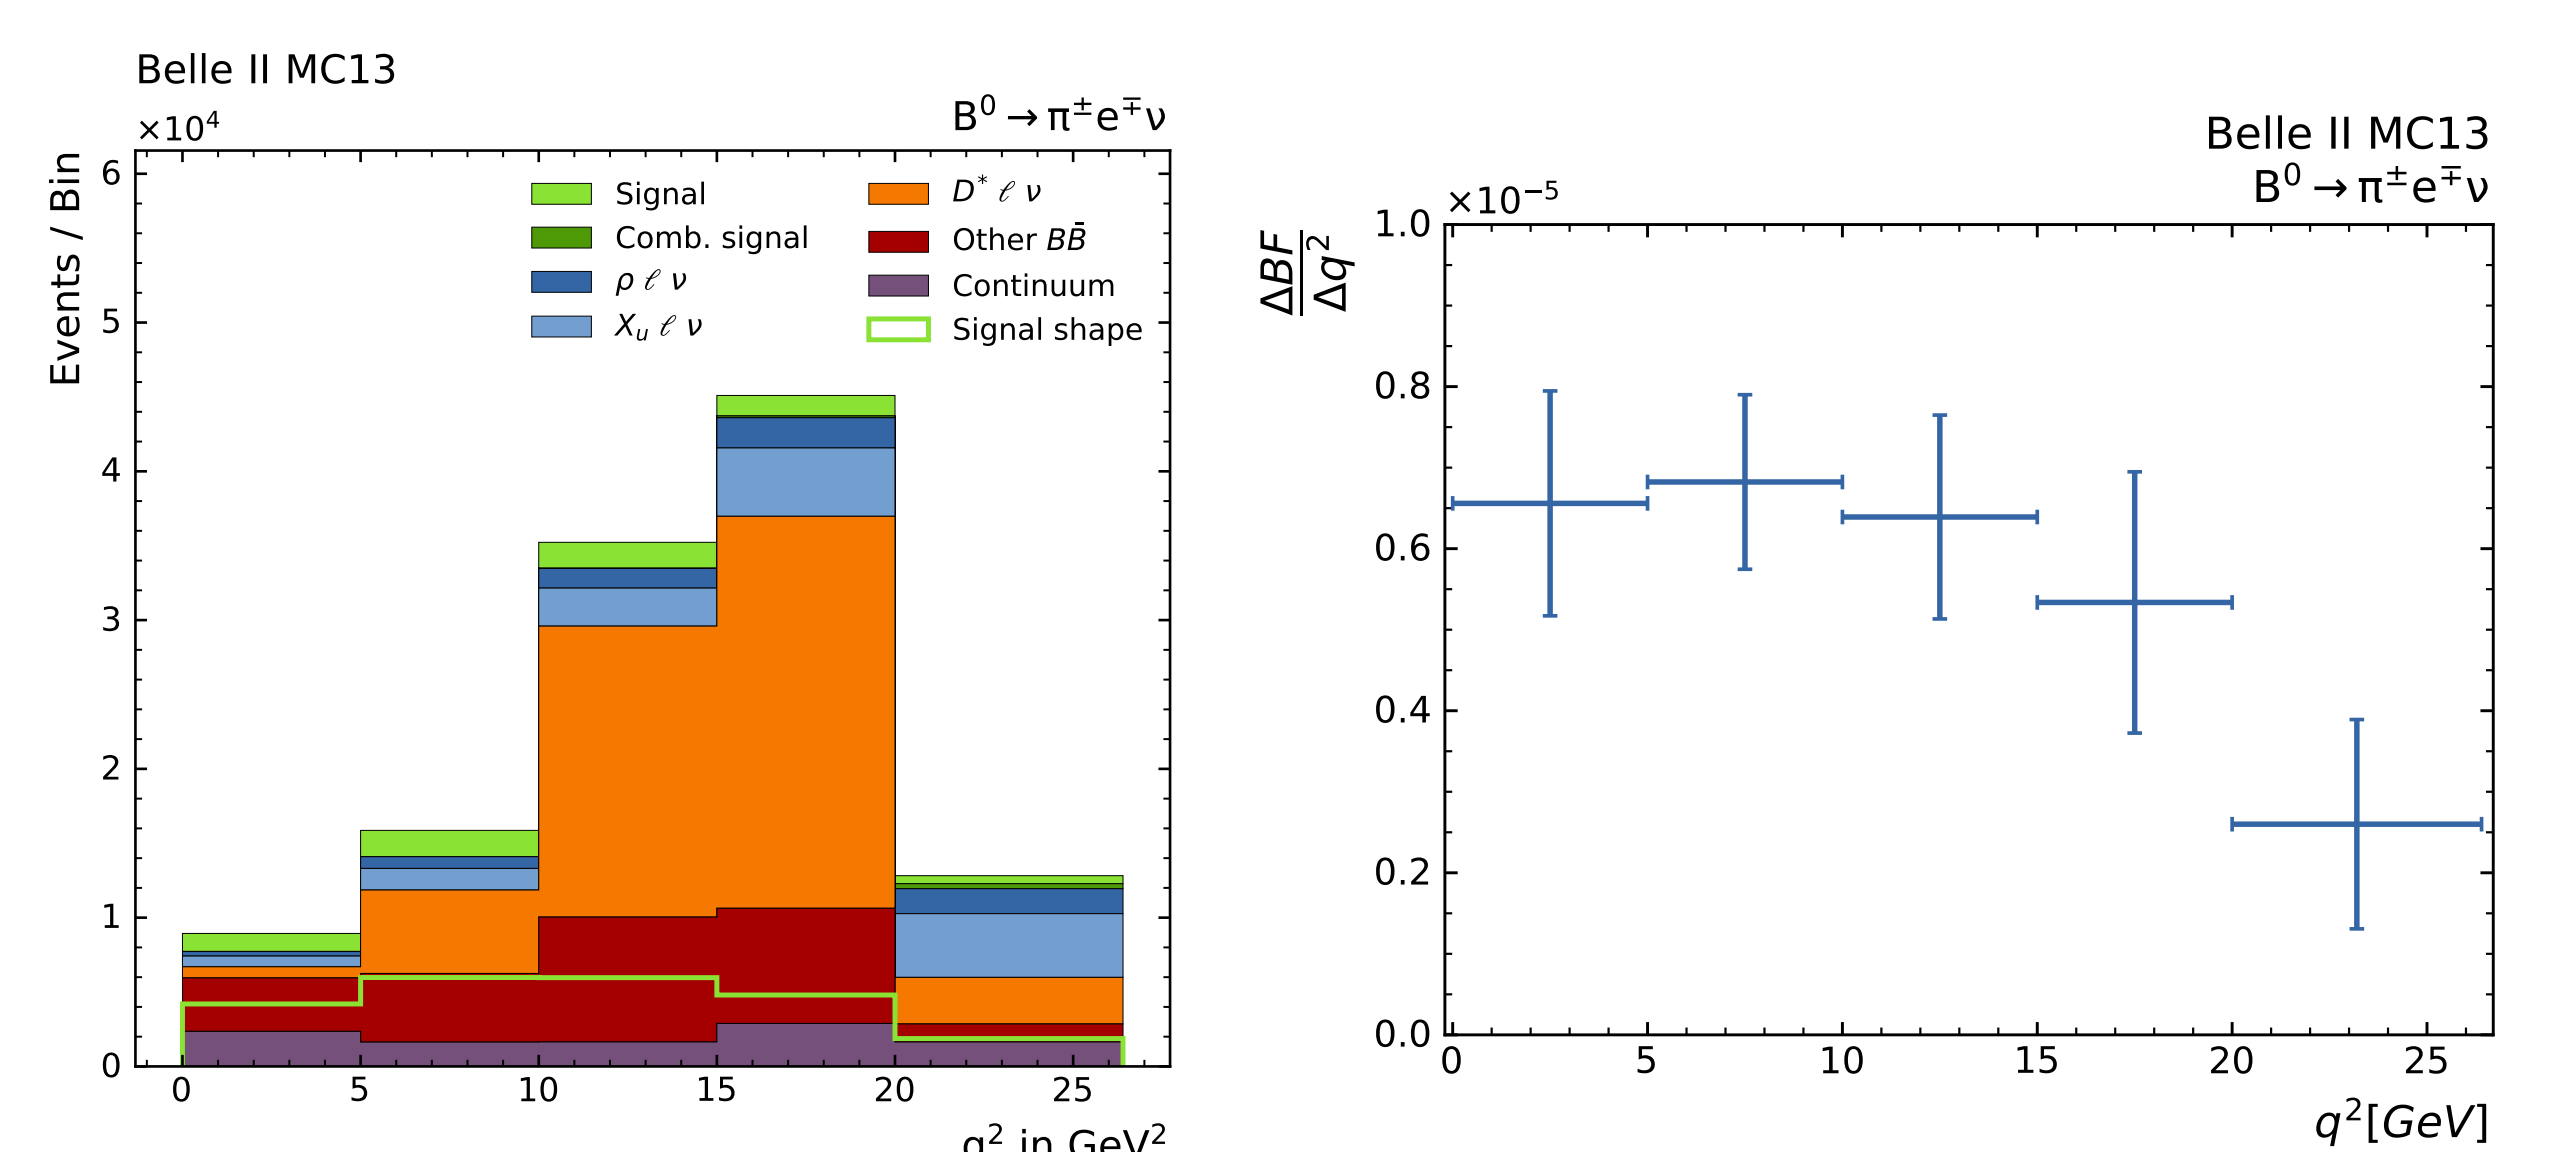 Belle II MC13
×10⁴
B⁰ → π±e∓ν
Events / Bin
6
5
4
3
2
1
0
Signal
Comb. signal
ρ ℓ ν
Xᵤ ℓ ν
D* ℓ ν
Other BB̄
Continuum
Signal shape
0 5 10 15 20 25
q² in GeV²
Belle II MC13
B⁰ → π±e∓ν
×10⁻⁵
ΔBF
Δq²
1.0
0.8
0.6
0.4
0.2
0.0
0 5 10 15 20 25
q²[GeV]